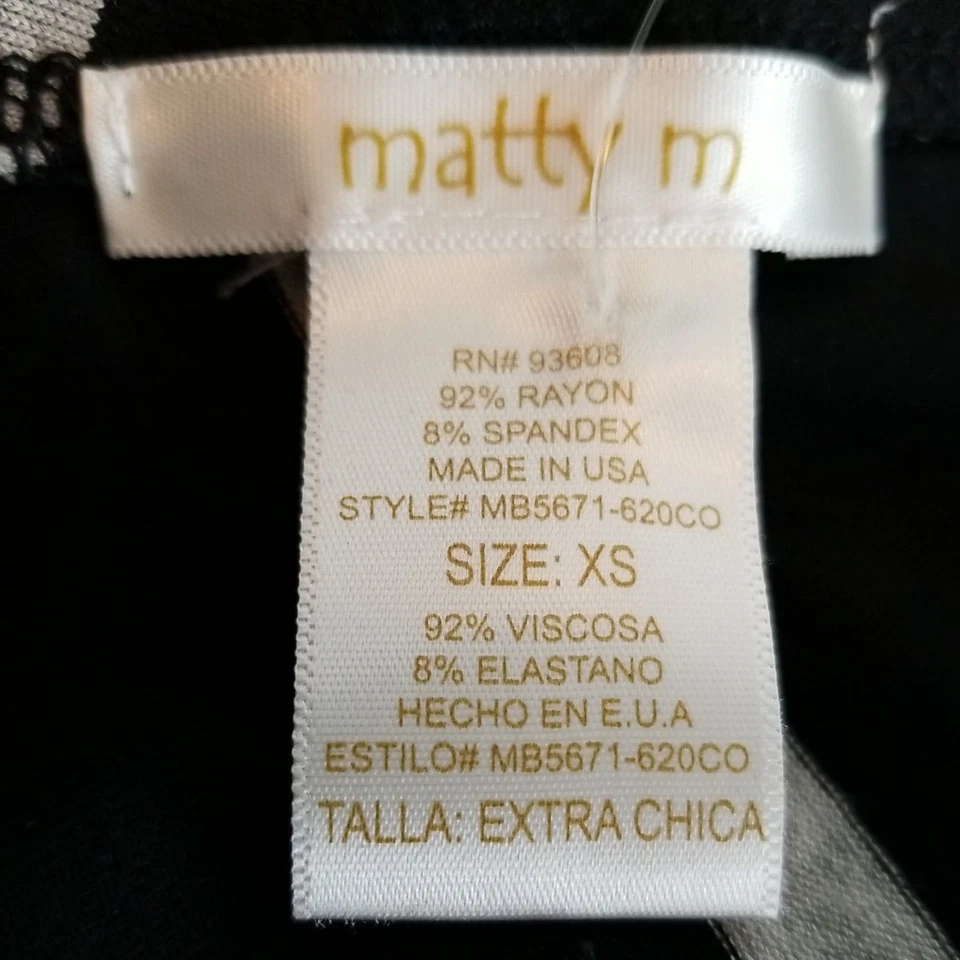 matty m
RN# 93608
92% RAYON
8% SPANDEX
MADE IN USA
STYLE# MB5671-620CO
SIZE: XS
92% VISCOSA
8% ELASTANO
HECHO EN E.U.A
ESTILO# MB5671-620CO
TALLA: EXTRA CHICA